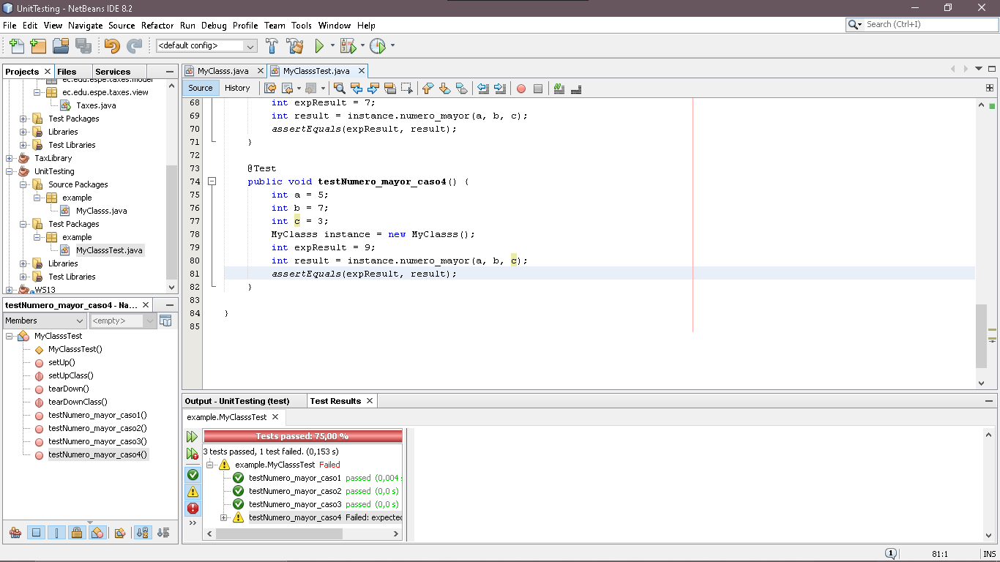 UnitTesting - NetBeans IDE 8.2
File Edit View Navigate Source Refactor Run Debug Profile Team Tools Window Help
Search (Ctrl+I)
<default config>
Projects Files Services
ec.edu.espe.taxes.model
ec.edu.espe.taxes.view
Taxes.java
Test Packages
Libraries
Test Libraries
TaxLibrary
UnitTesting
Source Packages
example
MyClasss.java
Test Packages
example
MyClasssTest.java
Libraries
Test Libraries
WS13
testNumero_mayor_caso4 - Na...
Members <empty>
MyClasssTest
MyClasssTest()
setUp()
setUpClass()
tearDown()
tearDownClass()
testNumero_mayor_caso1()
testNumero_mayor_caso2()
testNumero_mayor_caso3()
testNumero_mayor_caso4()
MyClasss.java MyClasssTest.java
Source History
68 int expResult = 7;
69 int result = instance.numero_mayor(a, b, c);
70 assertEquals(expResult, result);
71 }
72
73 @Test
74 public void testNumero_mayor_caso4() {
75 int a = 5;
76 int b = 7;
77 int c = 3;
78 MyClasss instance = new MyClasss();
79 int expResult = 9;
80 int result = instance.numero_mayor(a, b, c);
81 assertEquals(expResult, result);
82 }
83
84 }
85
Output - UnitTesting (test) Test Results
example.MyClasssTest
Tests passed: 75,00 %
3 tests passed, 1 test failed. (0,153 s)
example.MyClasssTest Failed
testNumero_mayor_caso1 passed (0,004 s
testNumero_mayor_caso2 passed (0,0 s)
testNumero_mayor_caso3 passed (0,0 s)
testNumero_mayor_caso4 Failed: expected
1 81:1 INS